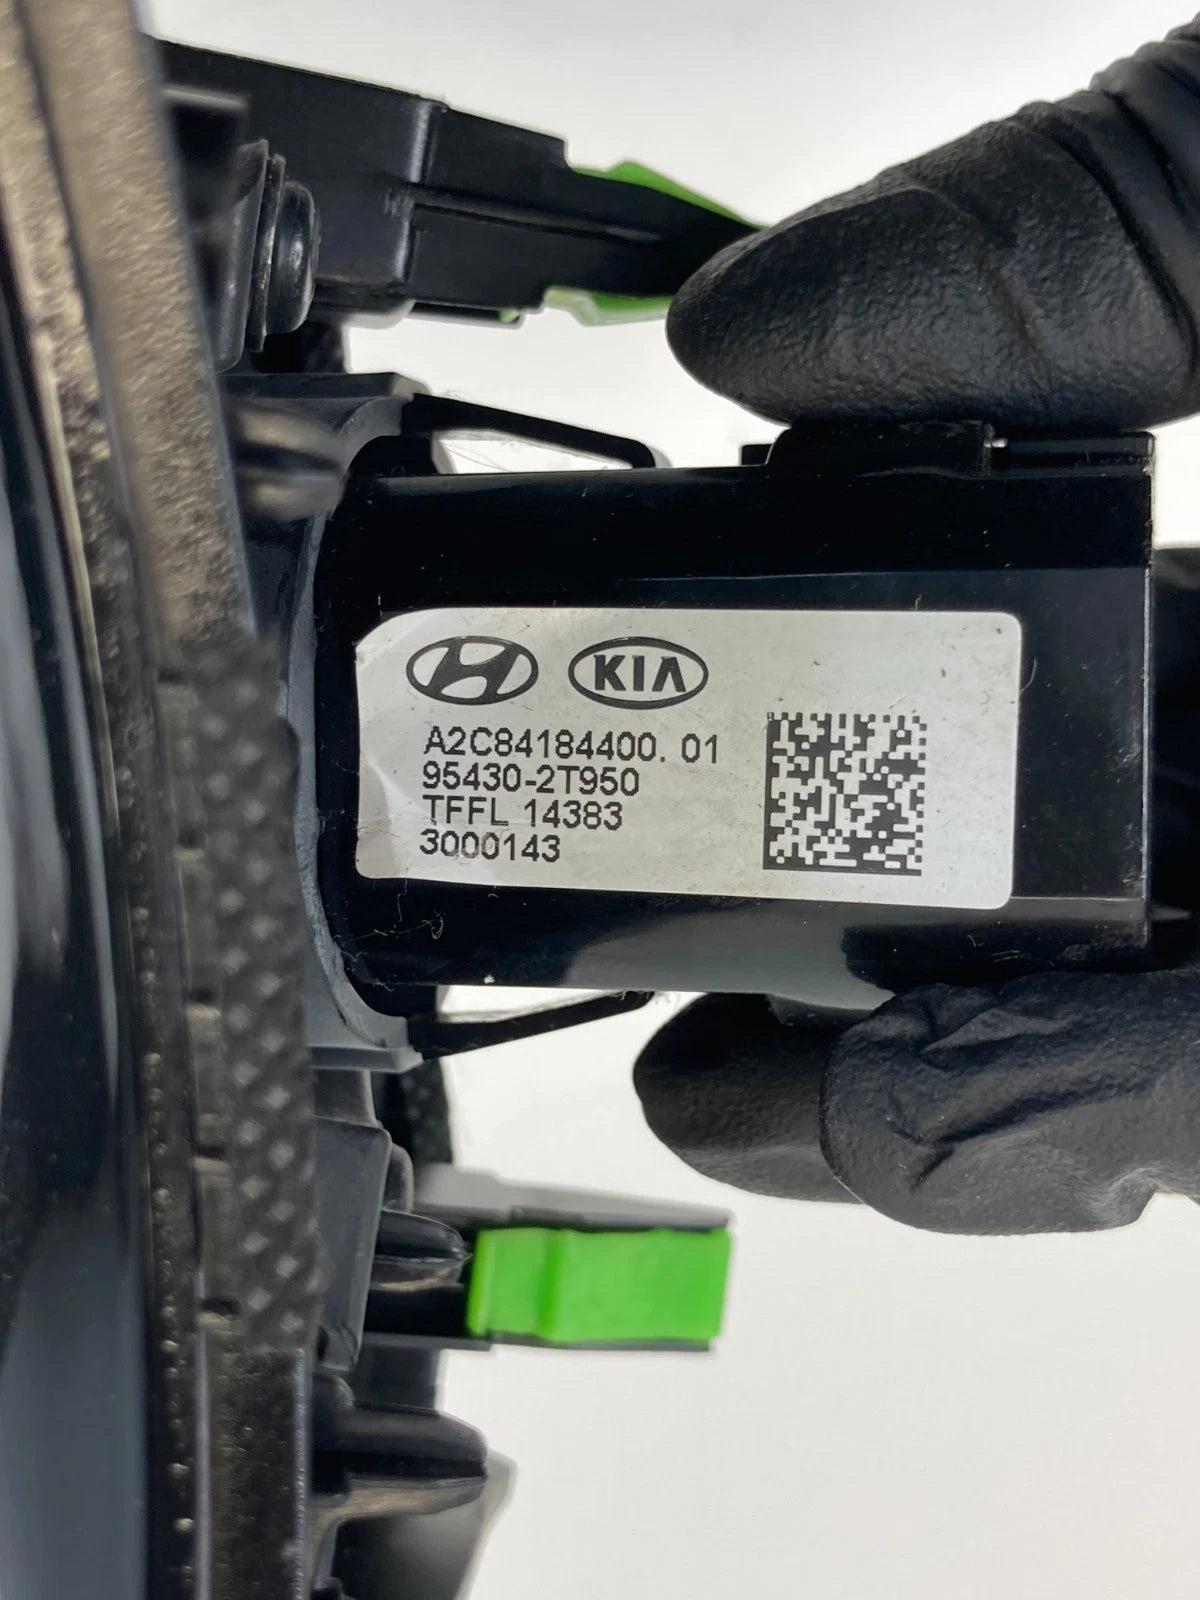 KIA
A2C84184400. 01
95430-2T950
TFFL 14383
3000143